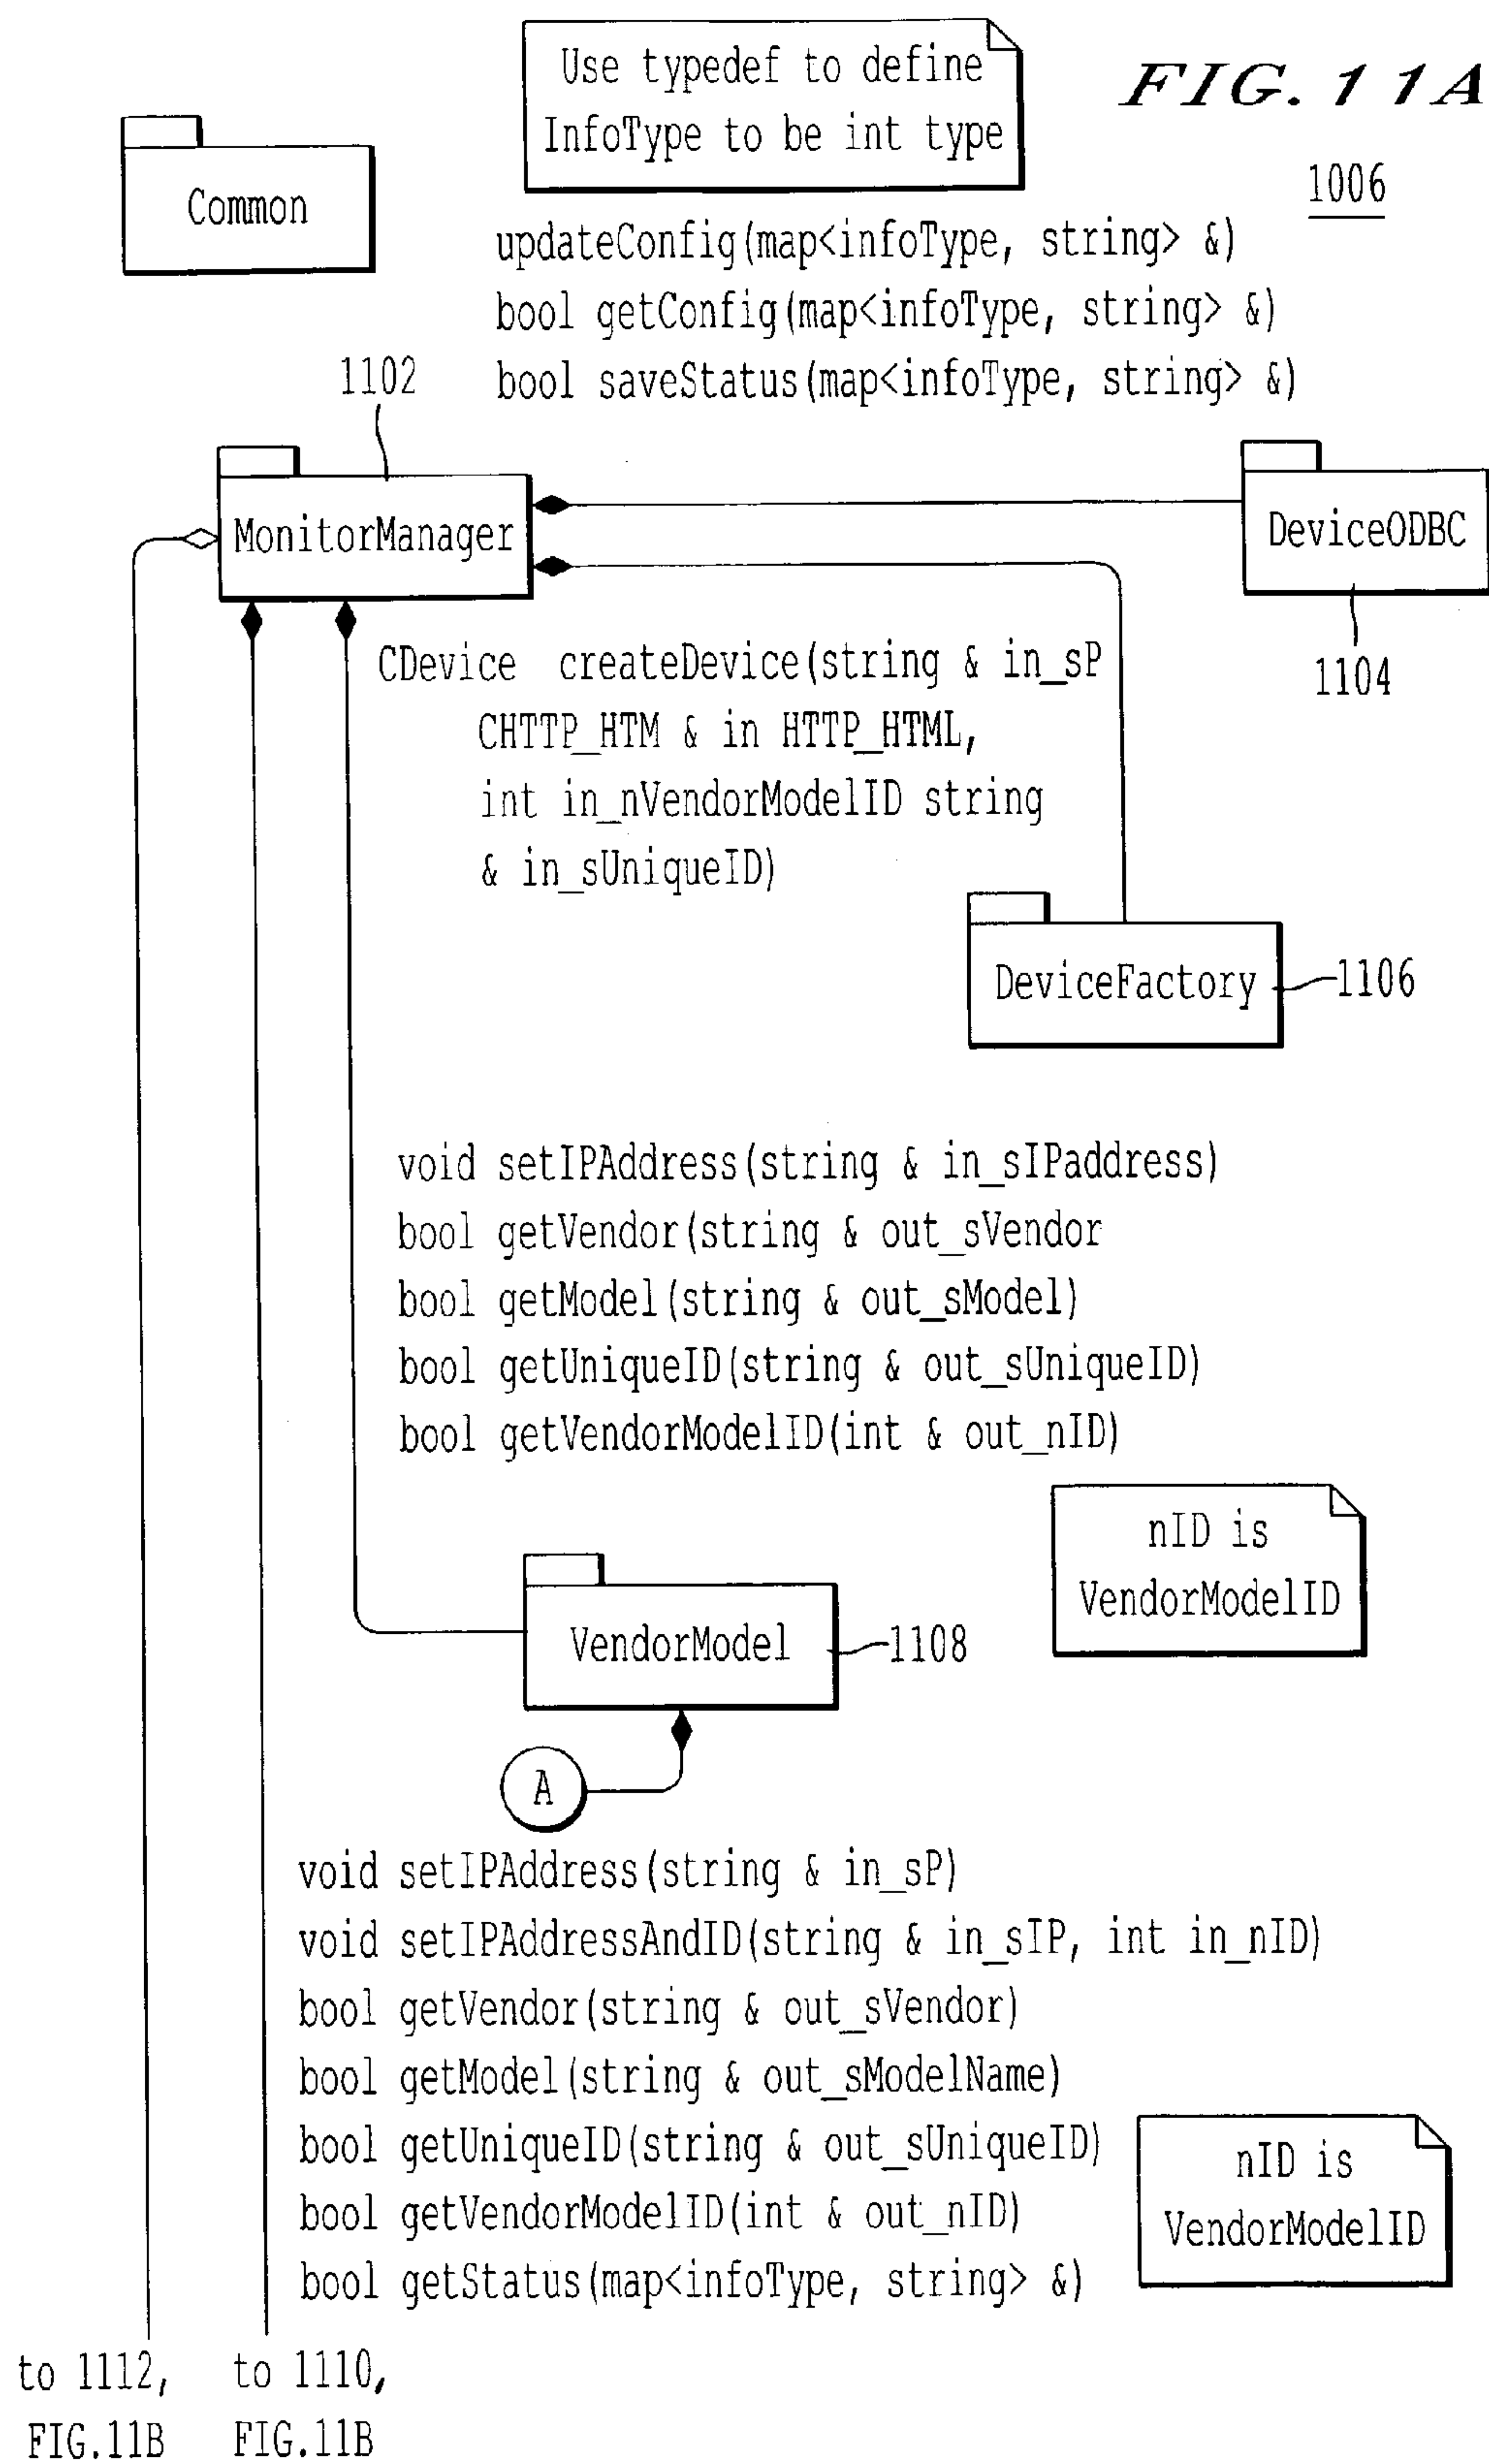 Use typedef to define
InfoType to be int type
FIG. 11A
1006
Common
updateConfig(map<infoType, string> &)
bool getConfig(map<infoType, string> &)
bool saveStatus(map<infoType, string> &)
1102
MonitorManager
DeviceODBC
1104
CDevice createDevice(string & in_sP
CHTTP_HTM & in HTTP_HTML,
int in_nVendorModelID string
& in_sUniqueID)
DeviceFactory
1106
void setIPAddress(string & in_sIPaddress)
bool getVendor(string & out_sVendor
bool getModel(string & out_sModel)
bool getUniqueID(string & out_sUniqueID)
bool getVendorModelID(int & out_nID)
nID is
VendorModelID
VendorModel
1108
A
void setIPAddress(string & in_sP)
void setIPAddressAndID(string & in_sIP, int in_nID)
bool getVendor(string & out_sVendor)
bool getModel(string & out_sModelName)
bool getUniqueID(string & out_sUniqueID)
bool getVendorModelID(int & out_nID)
bool getStatus(map<infoType, string> &)
nID is
VendorModelID
to 1112,
FIG.11B
to 1110,
FIG.11B